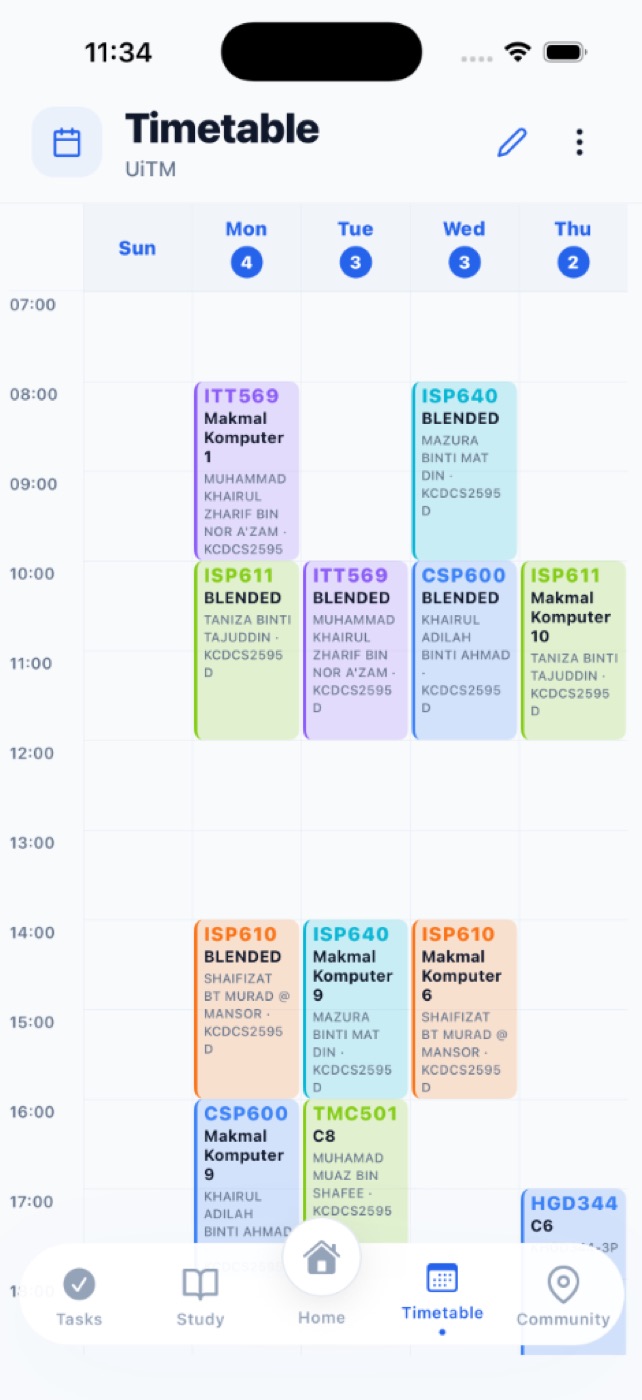 11:34
Timetable
UiTM
Sun
Mon
4
Tue
3
Wed
3
Thu
2
07:00
08:00
ITT569
Makmal
Komputer
1
MUHAMMAD
KHAIRUL
ZHARIF BIN
NOR A'ZAM ·
KCDCS2595
ISP640
BLENDED
MAZURA
BINTI MAT
DIN ·
KCDCS2595
D
09:00
10:00
ISP611
BLENDED
TANIZA BINTI
TAJUDDIN ·
KCDCS2595
D
ITT569
BLENDED
MUHAMMAD
KHAIRUL
ZHARIF BIN
NOR A'ZAM ·
KCDCS2595
D
CSP600
BLENDED
KHAIRUL
ADILAH
BINTI AHMAD
·
KCDCS2595
D
ISP611
Makmal
Komputer
10
TANIZA BINTI
TAJUDDIN ·
KCDCS2595
D
11:00
12:00
13:00
14:00
ISP610
BLENDED
SHAIFIZAT
BT MURAD @
MANSOR ·
KCDCS2595
D
ISP640
Makmal
Komputer
9
MAZURA
BINTI MAT
DIN ·
KCDCS2595
D
ISP610
Makmal
Komputer
6
SHAIFIZAT
BT MURAD @
MANSOR ·
KCDCS2595
D
15:00
16:00
CSP600
Makmal
Komputer
9
KHAIRUL
ADILAH
BINTI AHMAD
TMC501
C8
MUHAMAD
MUAZ BIN
SHAFEE ·
KCDCS2595
17:00
HGD344
C6
Tasks
Study
Home
Timetable
Community